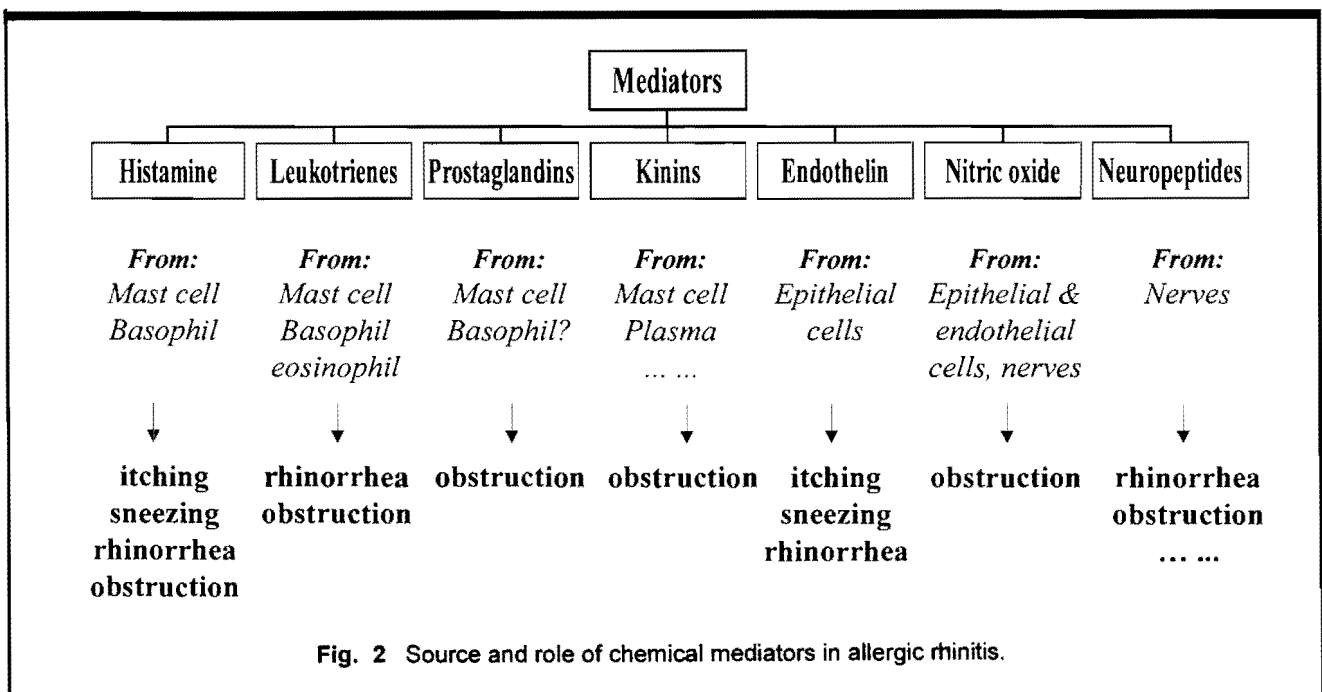 Mediators
Histamine
Leukotrienes
Prostaglandins
Kinins
Endothelin
Nitric oxide
Neuropeptides
From:
Mast cell
Basophil
From:
Mast cell
Basophil
eosinophil
From:
Mast cell
Basophil?
From:
Mast cell
Plasma
... ...
From:
Epithelial
cells
From:
Epithelial &
endothelial
cells, nerves
From:
Nerves
itching
sneezing
rhinorrhea
obstruction
rhinorrhea
obstruction
obstruction
obstruction
itching
sneezing
rhinorrhea
obstruction
rhinorrhea
obstruction
... ...
Fig. 2 Source and role of chemical mediators in allergic rhinitis.